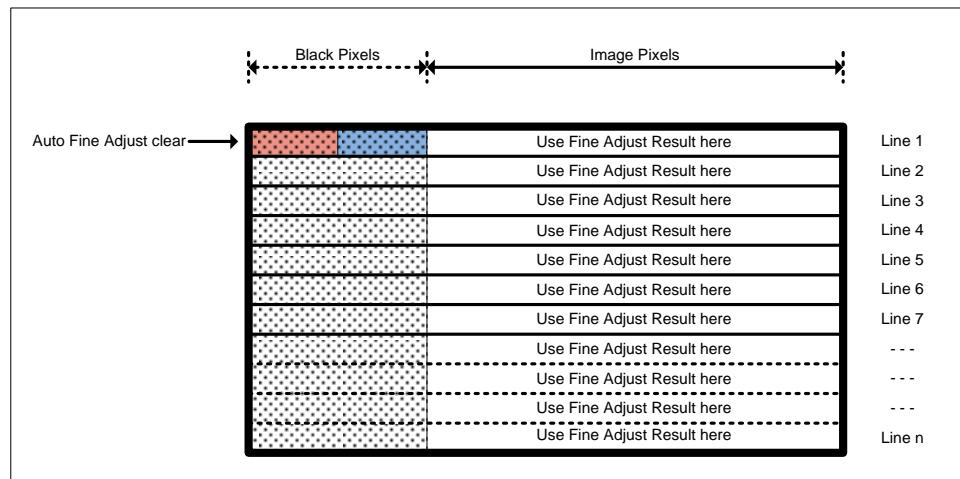 Black Pixels Image Pixels
Auto Fine Adjust clear Use Fine Adjust Result here Line 1
Use Fine Adjust Result here Line 2
Use Fine Adjust Result here Line 3
Use Fine Adjust Result here Line 4
Use Fine Adjust Result here Line 5
Use Fine Adjust Result here Line 6
Use Fine Adjust Result here Line 7
Use Fine Adjust Result here - - -
Use Fine Adjust Result here
Use Fine Adjust Result here - - -
Use Fine Adjust Result here Line n